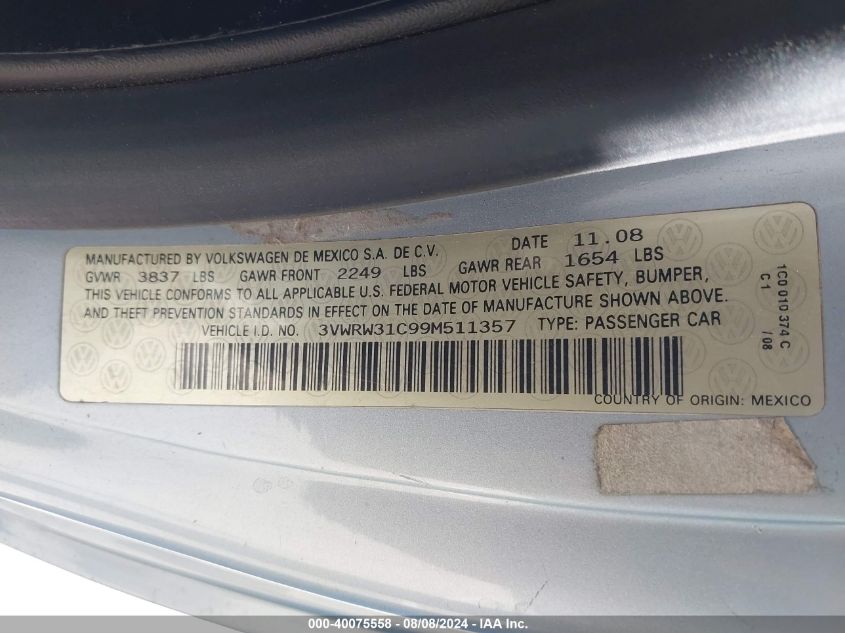 MANUFACTURED BY VOLKSWAGEN DE MEXICO S.A. DE C.V. DATE 11.08
GVWR 3837 LBS GAWR FRONT 2249 LBS GAWR REAR 1654 LBS
THIS VEHICLE CONFORMS TO ALL APPLICABLE U.S. FEDERAL MOTOR VEHICLE SAFETY, BUMPER,
AND THEFT PREVENTION STANDARDS IN EFFECT ON THE DATE OF MANUFACTURE SHOWN ABOVE.
VEHICLE I.D. NO. 3VWRW31C99M511357 TYPE: PASSENGER CAR
COUNTRY OF ORIGIN: MEXICO
1C0 010 374 C
C1 /08
000-40075558 - 08/08/2024 - IAA Holdings, LLC.